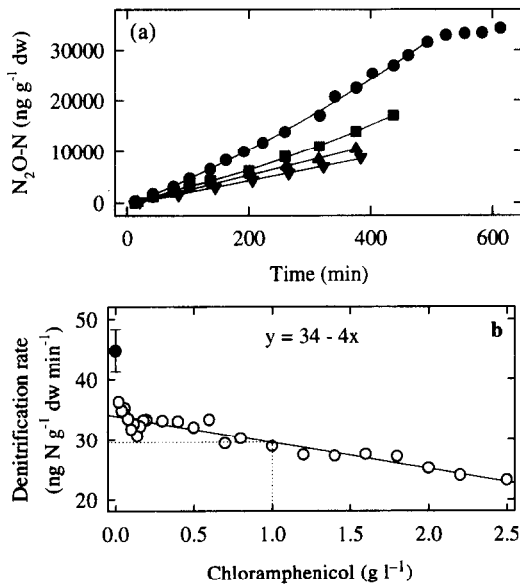 (a)
30000
20000
10000
0
N₂O-N (ng g⁻¹ dw)
0 200 400 600
Time (min)
b
y = 34 - 4x
50
40
30
20
Denitrification rate
(ng N g⁻¹ dw min⁻¹)
0.0 0.5 1.0 1.5 2.0 2.5
Chloramphenicol (g l⁻¹)